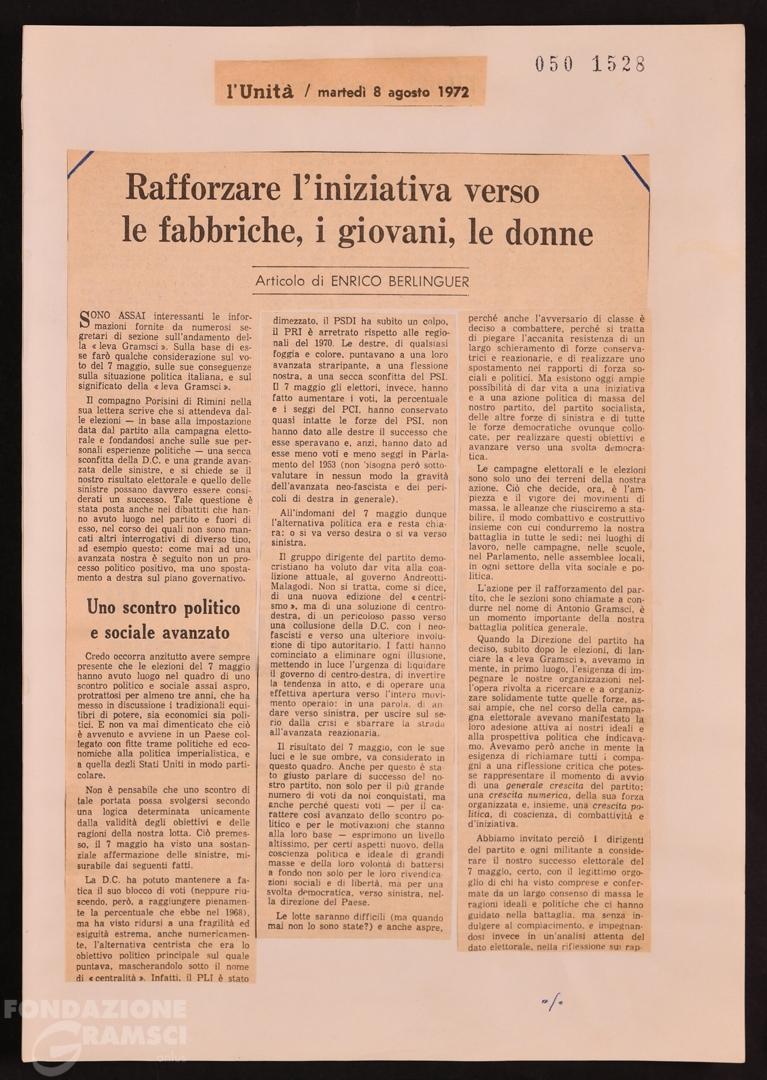 050 1528
l'Unità / martedì 8 agosto 1972
Rafforzare l'iniziativa verso
le fabbriche, i giovani, le donne
Articolo di ENRICO BERLINGUER
SONO ASSAI interessanti le infor-
mazioni fornite da numerosi se-
gretari di sezione sull'andamento del-
la « leva Gramsci ». Sulla base di es-
se farò qualche considerazione sul vo-
to del 7 maggio, sulle sue conseguenze
sulla situazione politica italiana, e sul
significato della « leva Gramsci ».
Il compagno Porisini di Rimini nella
sua lettera scrive che si attendeva dal-
le elezioni — in base alla impostazione
data dal partito alla campagna eletto-
rale e fondandosi anche sulle sue per-
sonali esperienze politiche — una secca
sconfitta della D.C. e una grande avan-
zata delle sinistre, e si chiede se il
nostro risultato elettorale e quello delle
sinistre possano davvero essere consi-
derati un successo. Tale questione è
stata posta anche nei dibattiti che han-
no avuto luogo nel partito e fuori di
esso, nel corso dei quali non sono man-
cati altri interrogativi di diverso tipo,
ad esempio questo: come mai ad una
avanzata nostra è seguito non un pro-
cesso politico positivo, ma uno sposta-
mento a destra sul piano governativo.
Uno scontro politico
e sociale avanzato
Credo occorra anzitutto avere sempre
presente che le elezioni del 7 maggio
hanno avuto luogo nel quadro di uno
scontro politico e sociale assai aspro,
protrattosi per almeno tre anni, che ha
messo in discussione i tradizionali equi-
libri di potere, sia economici sia poli-
tici. E non va mai dimenticato che ciò
è avvenuto e avviene in un Paese col-
legato con fitte trame politiche ed eco-
nomiche alla politica imperialistica, e
a quella degli Stati Uniti in modo parti-
colare.
Non è pensabile che uno scontro di
tale portata possa svolgersi secondo
una logica determinata unicamente
dalla validità degli obiettivi e delle
ragioni della nostra lotta. Ciò premes-
so, il 7 maggio ha visto una sostan-
ziale affermazione delle sinistre, mi-
surabile dai seguenti fatti.
La D.C. ha potuto mantenere a fa-
tica il suo blocco di voti (neppure riu-
scendo, però, a raggiungere pienamen-
te la percentuale che ebbe nel 1968),
ma ha visto ridursi a una fragilità ed
esiguità estrema, anche numericamen-
te, l'alternativa centrista che era lo
obiettivo politico principale sul quale
puntava, mascherandolo sotto il nome
di « centralità ». Infatti, il PLI è stato
dimezzato, il PSDI ha subito un colpo,
il PRI è arretrato rispetto alle regio-
nali del 1970. Le destre, di qualsiasi
foggia e colore, puntavano a una loro
avanzata straripante, a una flessione
nostra, a una secca sconfitta del PSI.
Il 7 maggio gli elettori, invece, hanno
fatto aumentare i voti, la percentuale
e i seggi del PCI, hanno conservato
quasi intatte le forze del PSI, non
hanno dato alle destre il successo che
esse speravano e, anzi, hanno dato ad
esse meno voti e meno seggi in Parla-
mento del 1953 (non bisogna però sotto-
valutare in nessun modo la gravità
dell'avanzata neo-fascista e dei peri-
coli di destra in generale).
All'indomani del 7 maggio dunque
l'alternativa politica era e resta chia-
ra: o si va verso destra o si va verso
sinistra.
Il gruppo dirigente del partito demo-
cristiano ha voluto dar vita alla coa-
lizione attuale, al governo Andreotti-
Malagodi. Non si tratta, come si dice,
di una nuova edizione del « centri-
smo », ma di una soluzione di centro-
destra, di un pericoloso passo verso
una collusione della D.C. con i neo-
fascisti e verso una ulteriore involu-
zione di tipo autoritario. I fatti hanno
cominciato a eliminare ogni illusione,
mettendo in luce l'urgenza di liquidare
il governo di centro-destra, di invertire
la tendenza in atto, e di operare una
effettiva apertura verso l'intero movi-
mento operaio: in una parola, di an-
dare verso sinistra, per uscire sul se-
rio dalla crisi e sbarrare la strada
all'avanzata reazionaria.
Il risultato del 7 maggio, con le sue
luci e le sue ombre, va considerato in
questo quadro. Anche per questo è sta-
to giusto parlare di successo del no-
stro partito, non solo per il più grande
numero di voti da noi conquistati, ma
anche perché questi voti — per il ca-
rattere così avanzato dello scontro po-
litico e per le motivazioni che stanno
alla loro base — esprimono un livello
altissimo, per certi aspetti nuovo, della
coscienza politica e ideale di grandi
masse e della loro volontà di battersi
a fondo non solo per le loro rivendica-
zioni sociali e di libertà, ma per una
svolta democratica, verso sinistra, nel-
la direzione del Paese.
Le lotte saranno difficili (ma quando
mai non lo sono state?) e anche aspre,
perché anche l'avversario di classe è
deciso a combattere, perché si tratta
di piegare l'accanita resistenza di un
largo schieramento di forze conserva-
trici e reazionarie, e di realizzare uno
spostamento nei rapporti di forza so-
ciali e politici. Ma esistono oggi ampie
possibilità di dar vita a una iniziativa
e a una azione politica di massa del
nostro partito, del partito socialista,
delle altre forze di sinistra e di tutte
le forze democratiche ovunque collo-
cate, per realizzare questi obiettivi e
avanzare verso una svolta democra-
tica.
Le campagne elettorali e le elezioni
sono solo uno dei terreni della nostra
azione. Ciò che decide, ora, è l'am-
piezza e il vigore dei movimenti di
massa, le alleanze che riusciremo a sta-
bilire, il modo combattivo e costruttivo
insieme con cui condurremo la nostra
battaglia in tutte le sedi: nei luoghi di
lavoro, nelle campagne, nelle scuole,
nel Parlamento, nelle assemblee locali,
in ogni settore della vita sociale e po-
litica.
L'azione per il rafforzamento del par-
tito, che le sezioni sono chiamate a con-
durre nel nome di Antonio Gramsci, è
un momento importante della nostra
battaglia politica generale.
Quando la Direzione del partito ha
deciso, subito dopo le elezioni, di lan-
ciare la « leva Gramsci », avevamo in
mente, in primo luogo, l'esigenza di im-
pegnare le nostre organizzazioni nel-
l'opera rivolta a ricercare e a organiz-
zare solidamente tutte quelle forze, as-
sai ampie, che nel corso della campa-
gna elettorale avevano manifestato la
loro adesione attiva ai nostri ideali e
alla prospettiva politica che indicava-
mo. Avevamo però anche in mente la
esigenza di richiamare tutti i compa-
gni a una riflessione critica che potes-
se rappresentare il momento di avvio
di una generale crescita del partito:
una crescita numerica, della sua forza
organizzata e, insieme, una crescita po-
litica, di coscienza, di combattività e
d'iniziativa.
Abbiamo invitato perciò i dirigenti
del partito e ogni militante a conside-
rare il nostro successo elettorale del
7 maggio, certo, con il legittimo orgo-
glio di chi ha visto comprese e confer-
mate da un largo consenso di massa le
ragioni ideali e politiche che ci hanno
guidato nella battaglia, ma senza in-
dulgere al compiacimento, e impegnan-
dosi invece in un'analisi attenta del
dato elettorale, nella riflessione sui rap-
FONDAZIONE
GRAMSCI
onlus